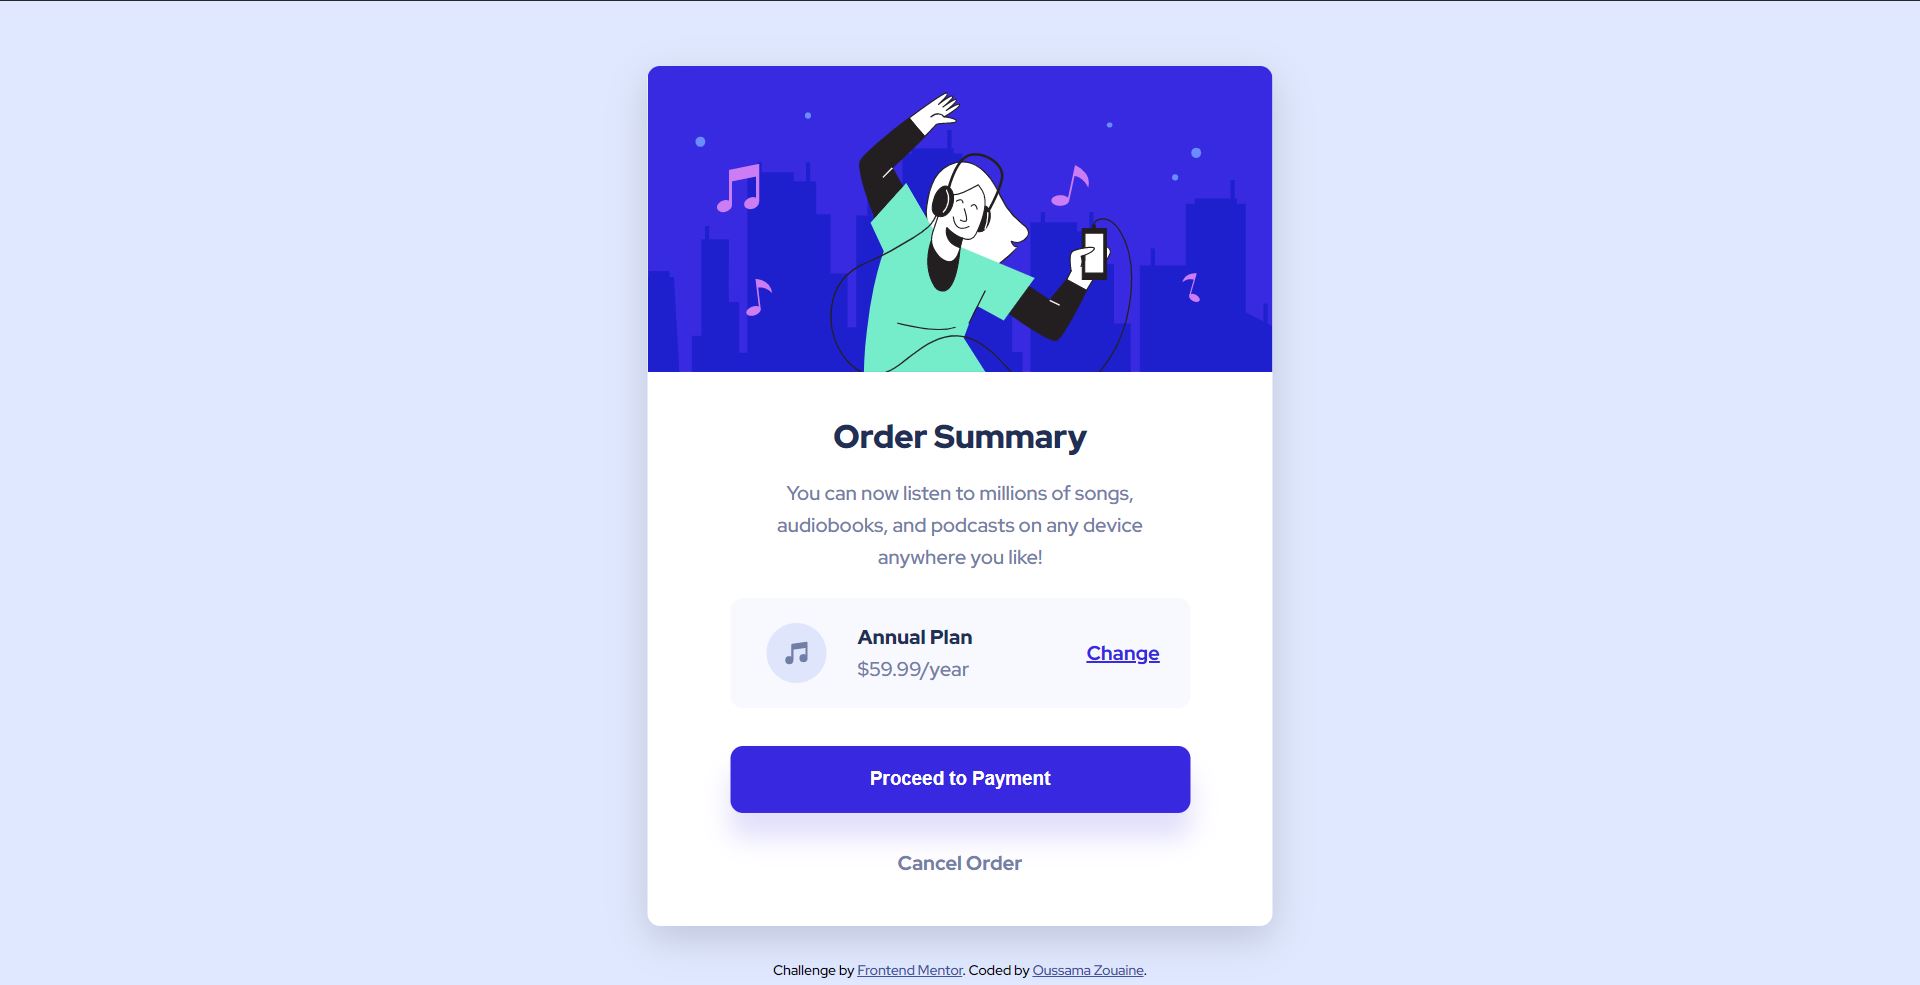 Order Summary
You can now listen to millions of songs,
audiobooks, and podcasts on any device
anywhere you like!
Annual Plan
$59.99/year
Change
Proceed to Payment
Cancel Order
Challenge by Frontend Mentor. Coded by Oussama Zouaine.